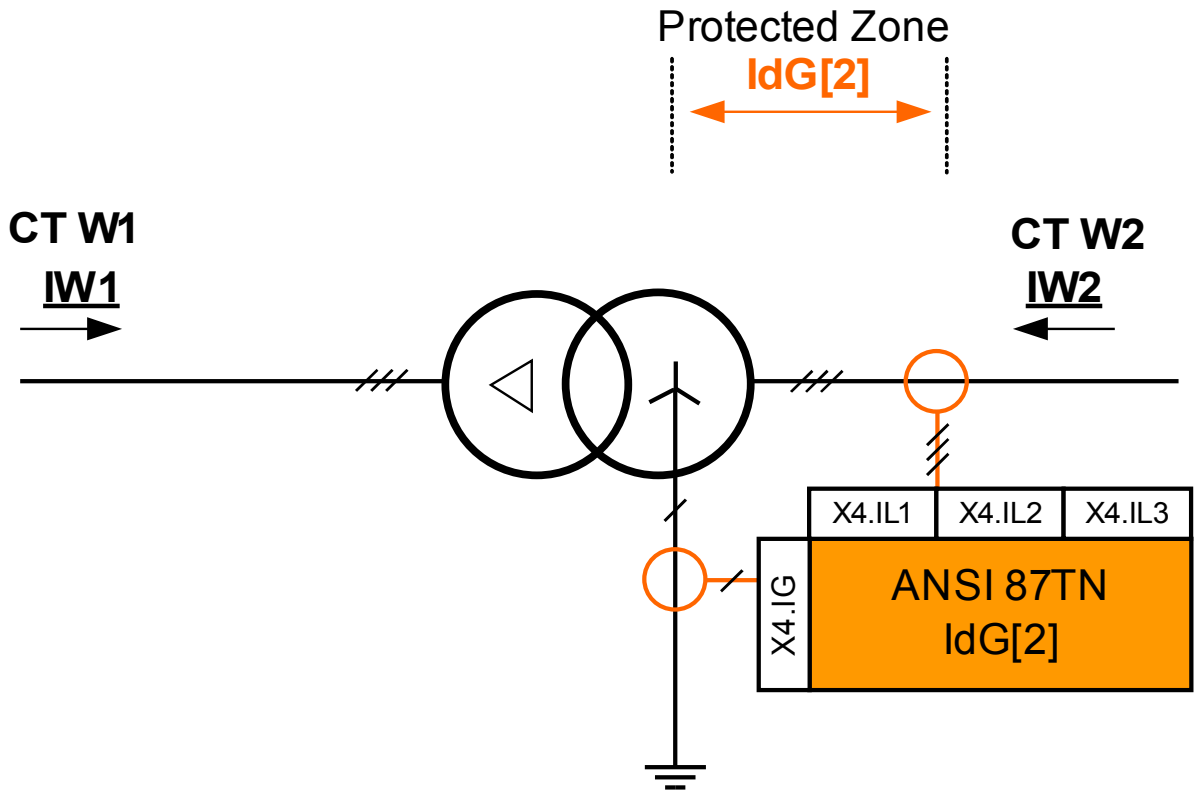 Protected Zone
IdG[2]
CT W1
IW1
CT W2
IW2
X4.IL1
X4.IL2
X4.IL3
X4.IG
ANSI 87TN
IdG[2]